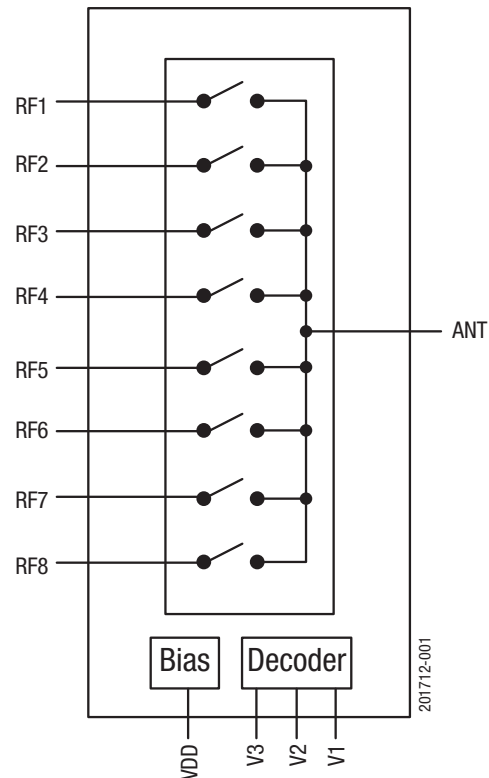 RF1
RF2
RF3
RF4
ANT
RF5
RF6
RF7
RF8
Bias
Decoder
201712-001
VDD
V3
V2
V1